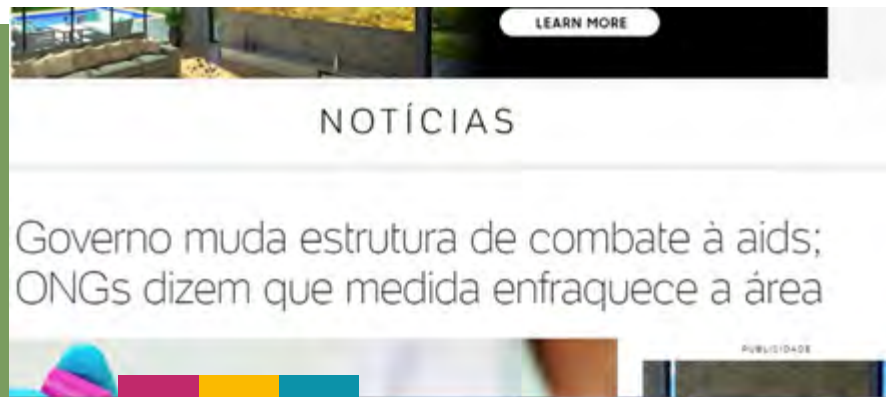 LEARN MORE
NOTÍCIAS
Governo muda estrutura de combate à aids;
ONGs dizem que medida enfraquece a área
PUBLICIDADE